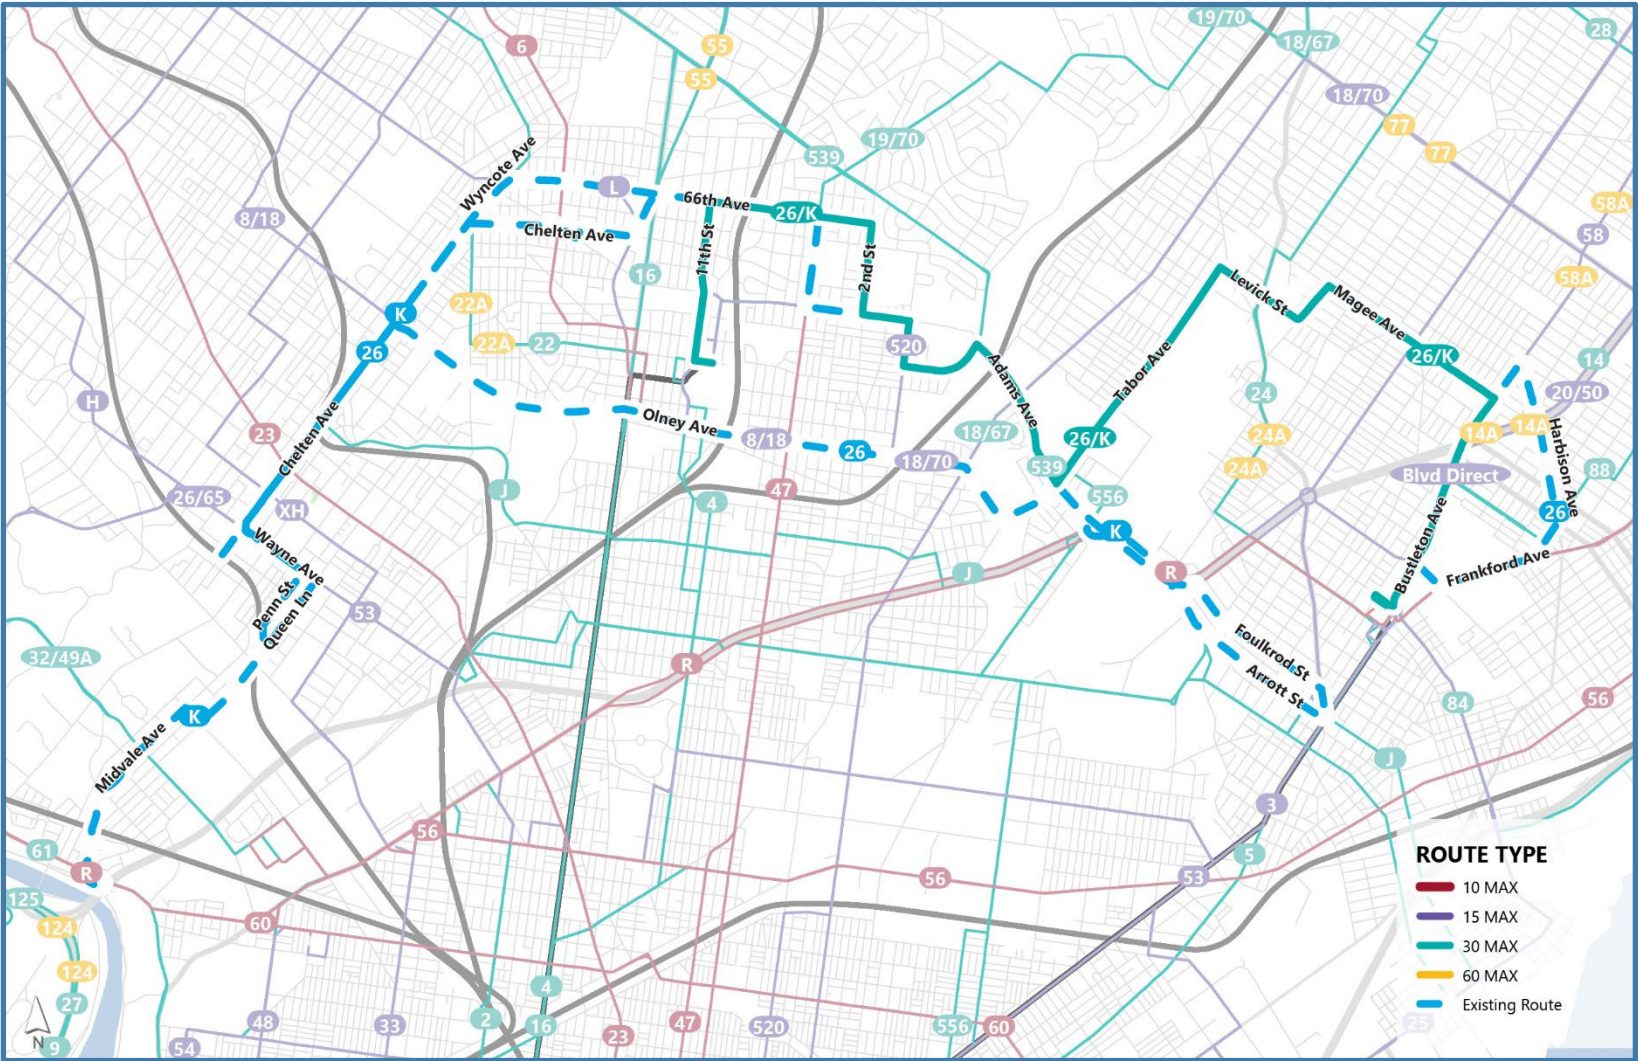 19/70
28
6
55
18/67
55
18/70
77
19/70
77
539
Wyncote Ave
L
58A
66th Ave
26/K
8/18
58
Chelten Ave
11th St
2nd St
16
58A
Levick St
22A
Magee Ave
K
22A
22
520
26
26/K
14
Adams Ave
Tabor Ave
24
20/50
H
Chelten Ave
Olney Ave
23
8/18
26
18/67
26/K
24A
14A
14A
Harbison Ave
18/70
539
24A
Blvd Direct
88
J
47
4
556
26/65
XH
26
K
Bustleton Ave
Wayne Ave
R
J
Frankford Ave
Penn St
Queen Ln
53
32/49A
R
Foulkrod St
Arrott St
56
84
K
Midvale Ave
J
3
56
61
R
5
53
56
125
60
124
124
27
4
N
9
48
33
2
16
23
47
520
556
60
54
25
ROUTE TYPE
10 MAX
15 MAX
30 MAX
60 MAX
Existing Route